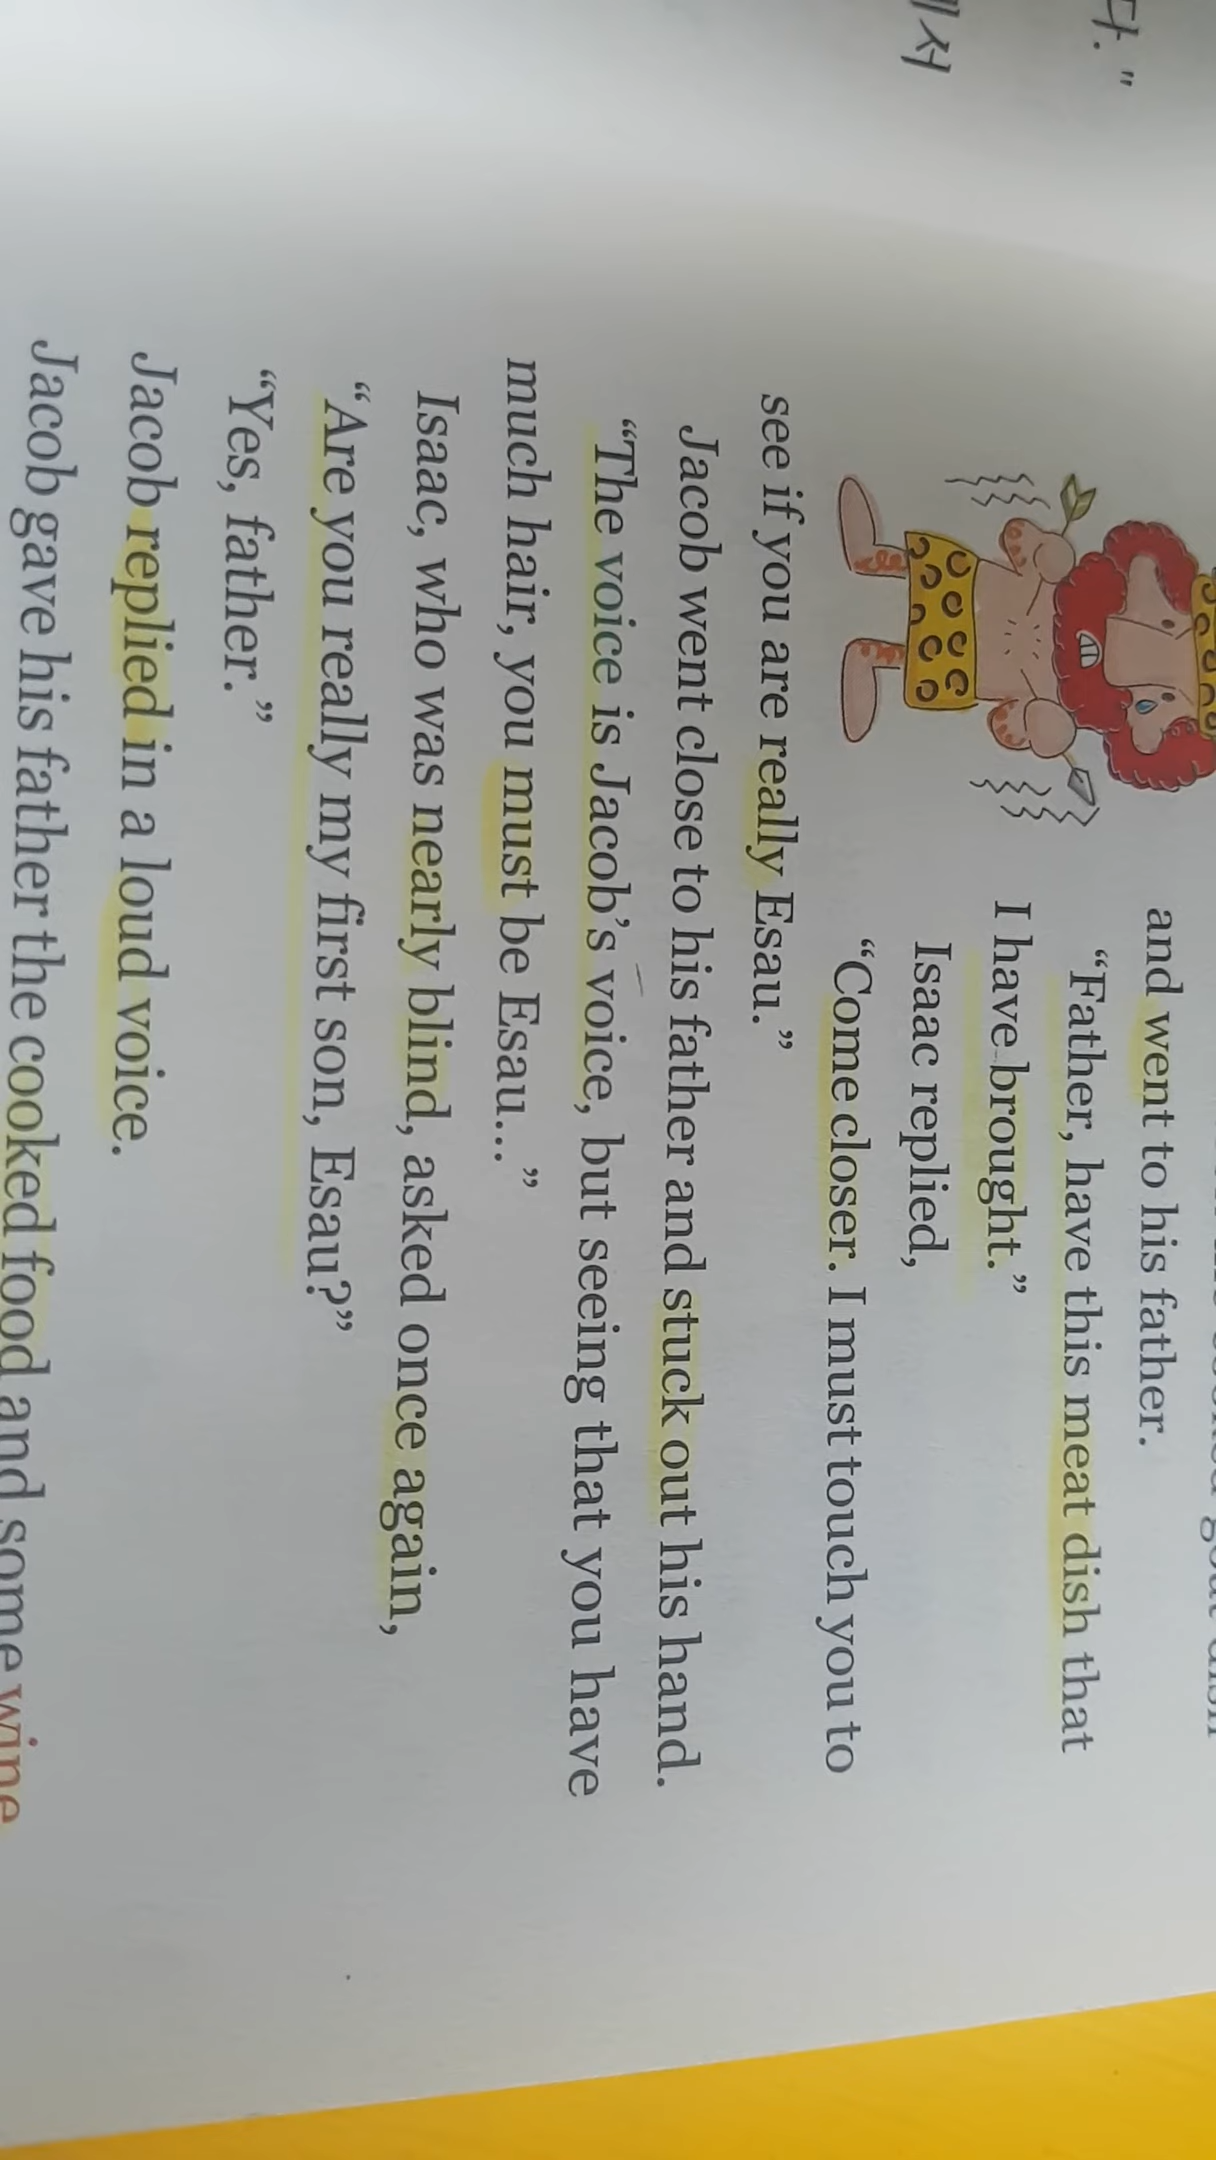 다."
서
and went to his father.
“Father, have this meat dish that
I have brought.”
Isaac replied,
“Come closer. I must touch you to
see if you are really Esau.”
Jacob went close to his father and stuck out his hand.
“The voice is Jacob’s voice, but seeing that you have
much hair, you must be Esau...”
Isaac, who was nearly blind, asked once again,
“Are you really my first son, Esau?”
“Yes, father.”
Jacob replied in a loud voice.
Jacob gave his father the cooked food and some wine